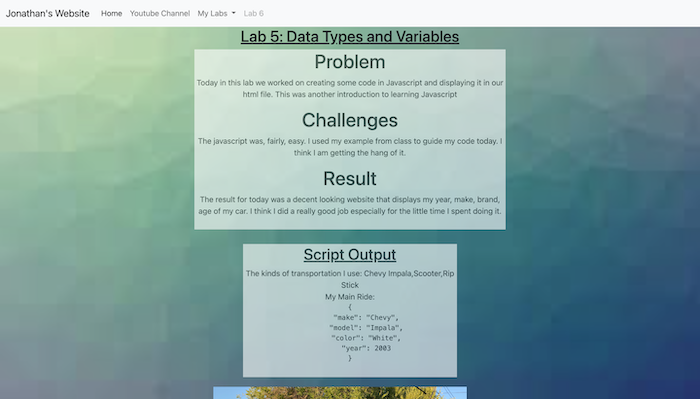 Jonathan's Website Home Youtube Channel My Labs Lab 6
Lab 5: Data Types and Variables
Problem
Today in this lab we worked on creating some code in Javascript and displaying it in our
html file. This was another introduction to learning Javascript
Challenges
The javascript was, fairly, easy. I used my example from class to guide my code today. I
think I am getting the hang of it.
Result
The result for today was a decent looking website that displays my year, make, brand,
age of my car. I think I did a really good job especially for the little time I spent doing it.
Script Output
The kinds of transportation I use: Chevy Impala,Scooter,Rip
Stick
My Main Ride:
{
"make": "Chevy",
"model": "Impala",
"color": "White",
"year": 2003
}